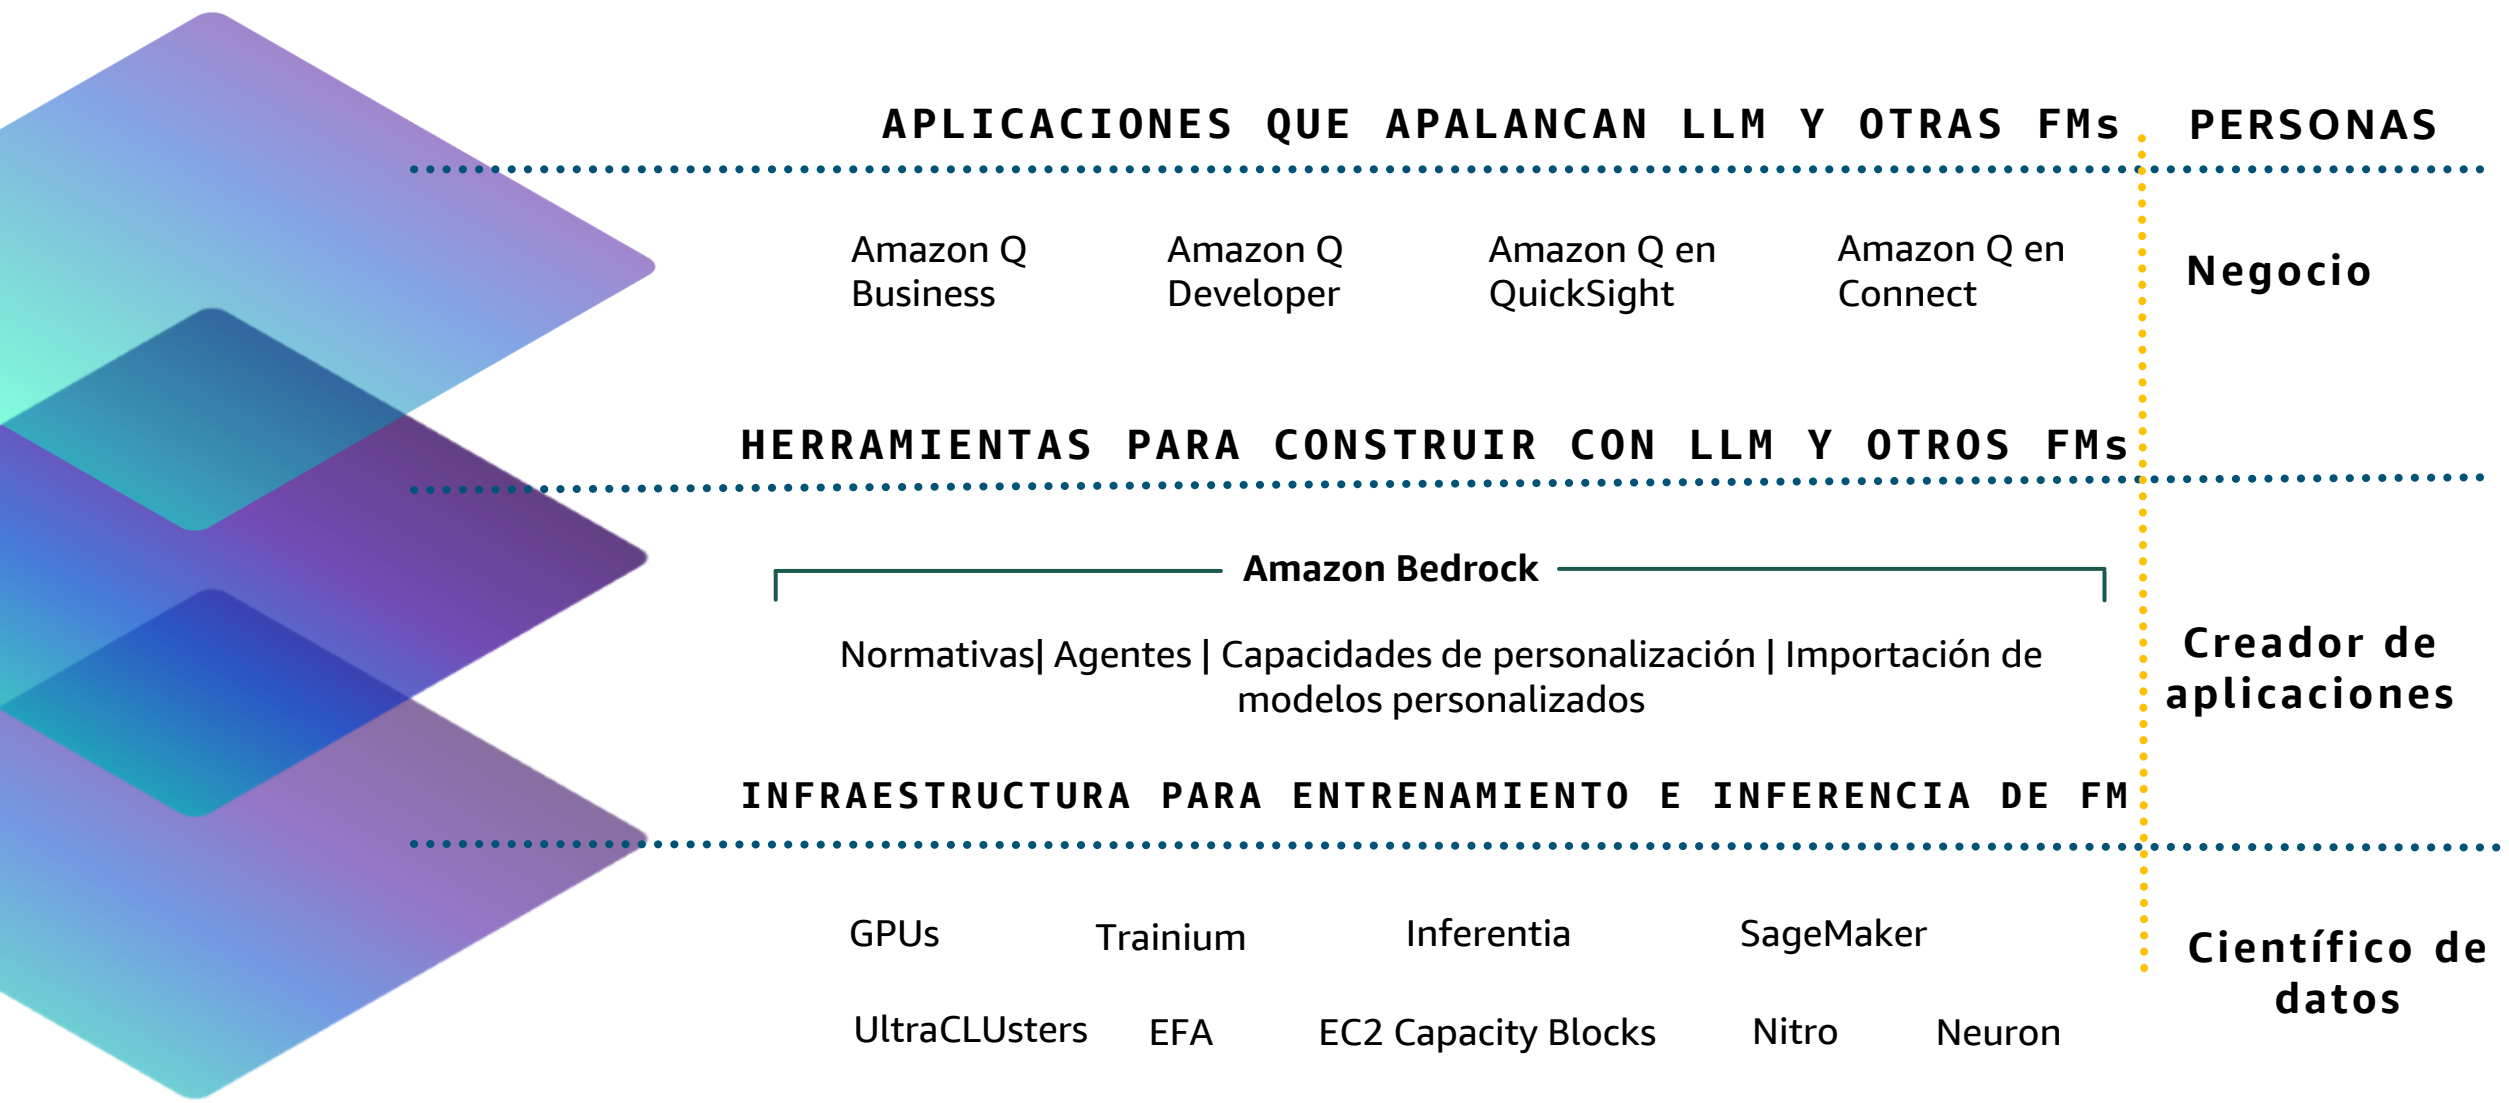 APLICACIONES QUE APALANCAN LLM Y OTRAS FMs
PERSONAS
Amazon Q
Business
Amazon Q
Developer
Amazon Q en
QuickSight
Amazon Q en
Connect
Negocio
HERRAMIENTAS PARA CONSTRUIR CON LLM Y OTROS FMs
Amazon Bedrock
Normativas| Agentes | Capacidades de personalización | Importación de
modelos personalizados
Creador de
aplicaciones
INFRAESTRUCTURA PARA ENTRENAMIENTO E INFERENCIA DE FM
GPUs
Trainium
Inferentia
SageMaker
UltraCLUsters
EFA
EC2 Capacity Blocks
Nitro
Neuron
Científico de
datos